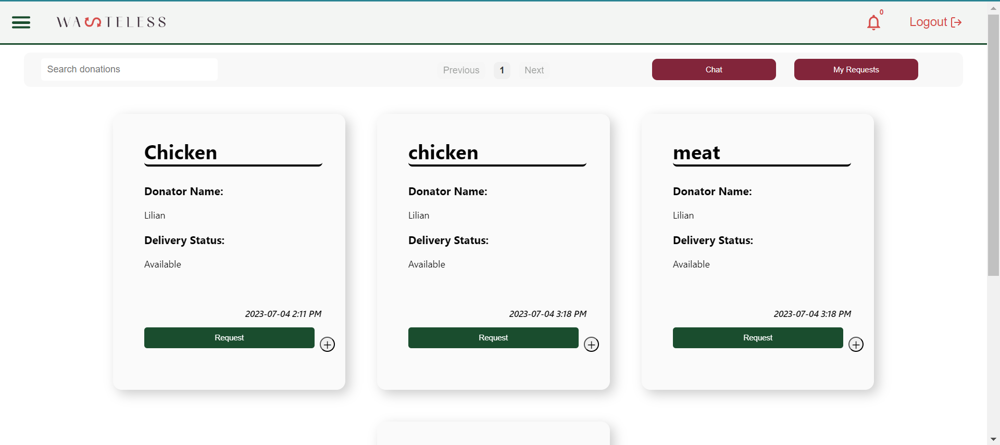 WASTELESS
0
Logout
Search donations
Previous 1 Next
Chat
My Requests
Chicken
Donator Name:
Lilian
Delivery Status:
Available
2023-07-04 2:11 PM
Request
chicken
Donator Name:
Lilian
Delivery Status:
Available
2023-07-04 3:18 PM
Request
meat
Donator Name:
Lilian
Delivery Status:
Available
2023-07-04 3:18 PM
Request